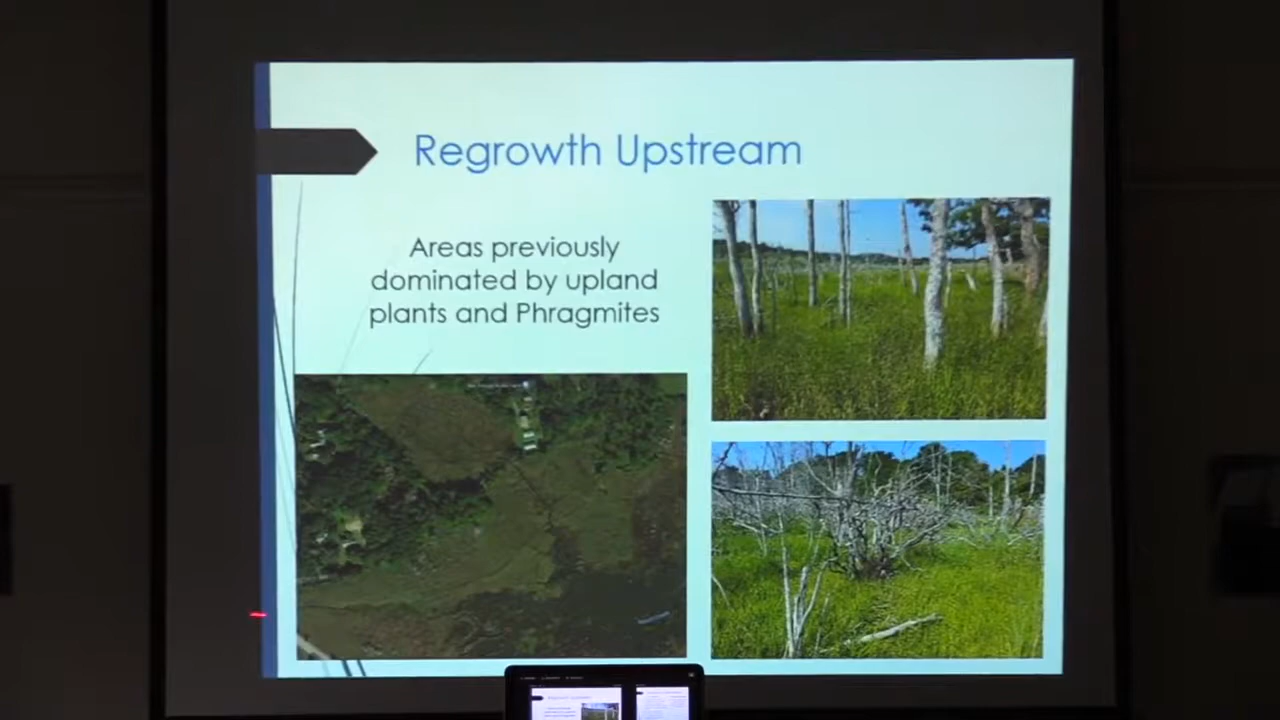 Regrowth Upstream
Areas previously
dominated by upland
plants and Phragmites